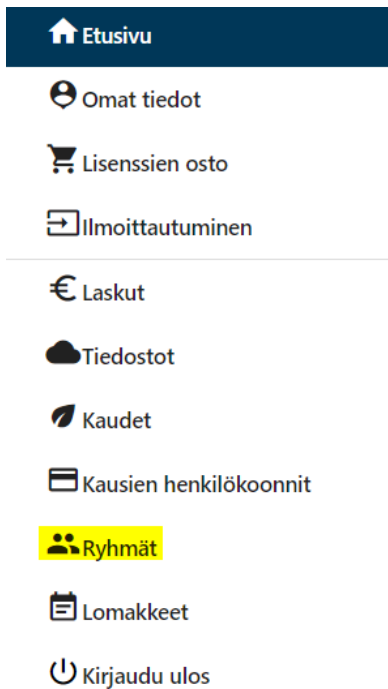 Etusivu
Omat tiedot
Lisenssien osto
Ilmoittautuminen
Laskut
Tiedostot
Kaudet
Kausien henkilökoonnit
Ryhmät
Lomakkeet
Kirjaudu ulos